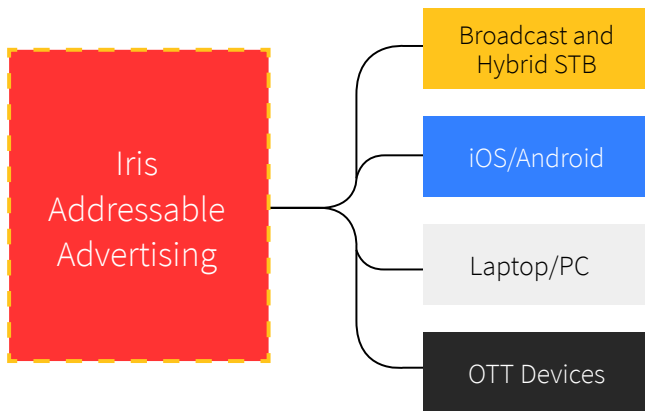 Iris
Addressable
Advertising
Broadcast and
Hybrid STB
iOS/Android
Laptop/PC
OTT Devices